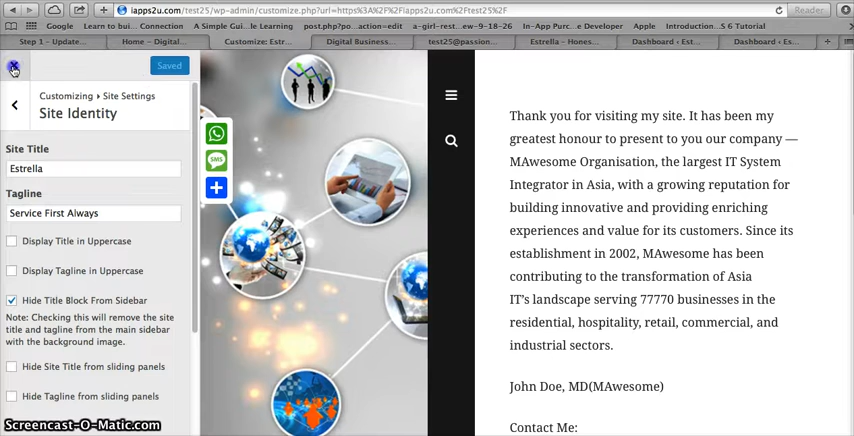 iapps2u.com/test25/wp-admin/customize.php?url=https%3A%2F%2Fiapps2u.com%2Ftest25%2F
Reader
Learn to bui... Connection
A Simple Gui...le Learning
post.php?po...action=edit
a-girl-rest...ew-9-18-26
In-App Purc...e Developer
Apple
Introduction...S 6 Tutorial
Step 1 - Update...
Home – Digital...
Customize: Estr...
Digital Business...
test25@passion...
Estrella – Hones...
Dashboard ‹ Est...
Dashboard ‹ Es...
Saved
Customizing ▸ Site Settings
Site Identity
Site Title
Estrella
Tagline
Service First Always
Display Title in Uppercase
Display Tagline in Uppercase
Hide Title Block From Sidebar
Note: Checking this will remove the site
title and tagline from the main sidebar
with the background image.
Hide Site Title from sliding panels
Hide Tagline from sliding panels
SMS
Thank you for visiting my site. It has been my
greatest honour to present to you our company —
MAwesome Organisation, the largest IT System
Integrator in Asia, with a growing reputation for
building innovative and providing enriching
experiences and value for its customers. Since its
establishment in 2002, MAwesome has been
contributing to the transformation of Asia
IT’s landscape serving 77770 businesses in the
residential, hospitality, retail, commercial, and
industrial sectors.
John Doe, MD(MAwesome)
Contact Me:
Screencast-O-Matic.com